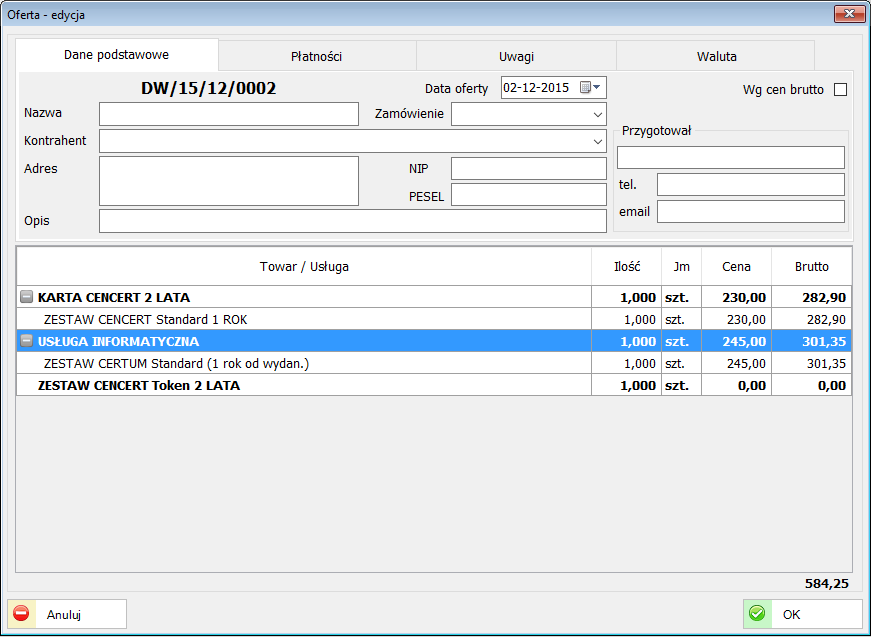 Oferta - edycja
Dane podstawowe Płatności Uwagi Waluta
DW/15/12/0002 Data oferty 02-12-2015 Wg cen brutto
Nazwa Zamówienie
Przygotował
Kontrahent
Adres NIP
tel.
PESEL
email
Opis
Towar / Usługa Ilość Jm Cena Brutto
KARTA CENCERT 2 LATA 1,000 szt. 230,00 282,90
ZESTAW CENCERT Standard 1 ROK 1,000 szt. 230,00 282,90
USŁUGA INFORMATYCZNA 1,000 szt. 245,00 301,35
ZESTAW CERTUM Standard (1 rok od wydan.) 1,000 szt. 245,00 301,35
ZESTAW CENCERT Token 2 LATA 1,000 szt. 0,00 0,00
584,25
Anuluj OK